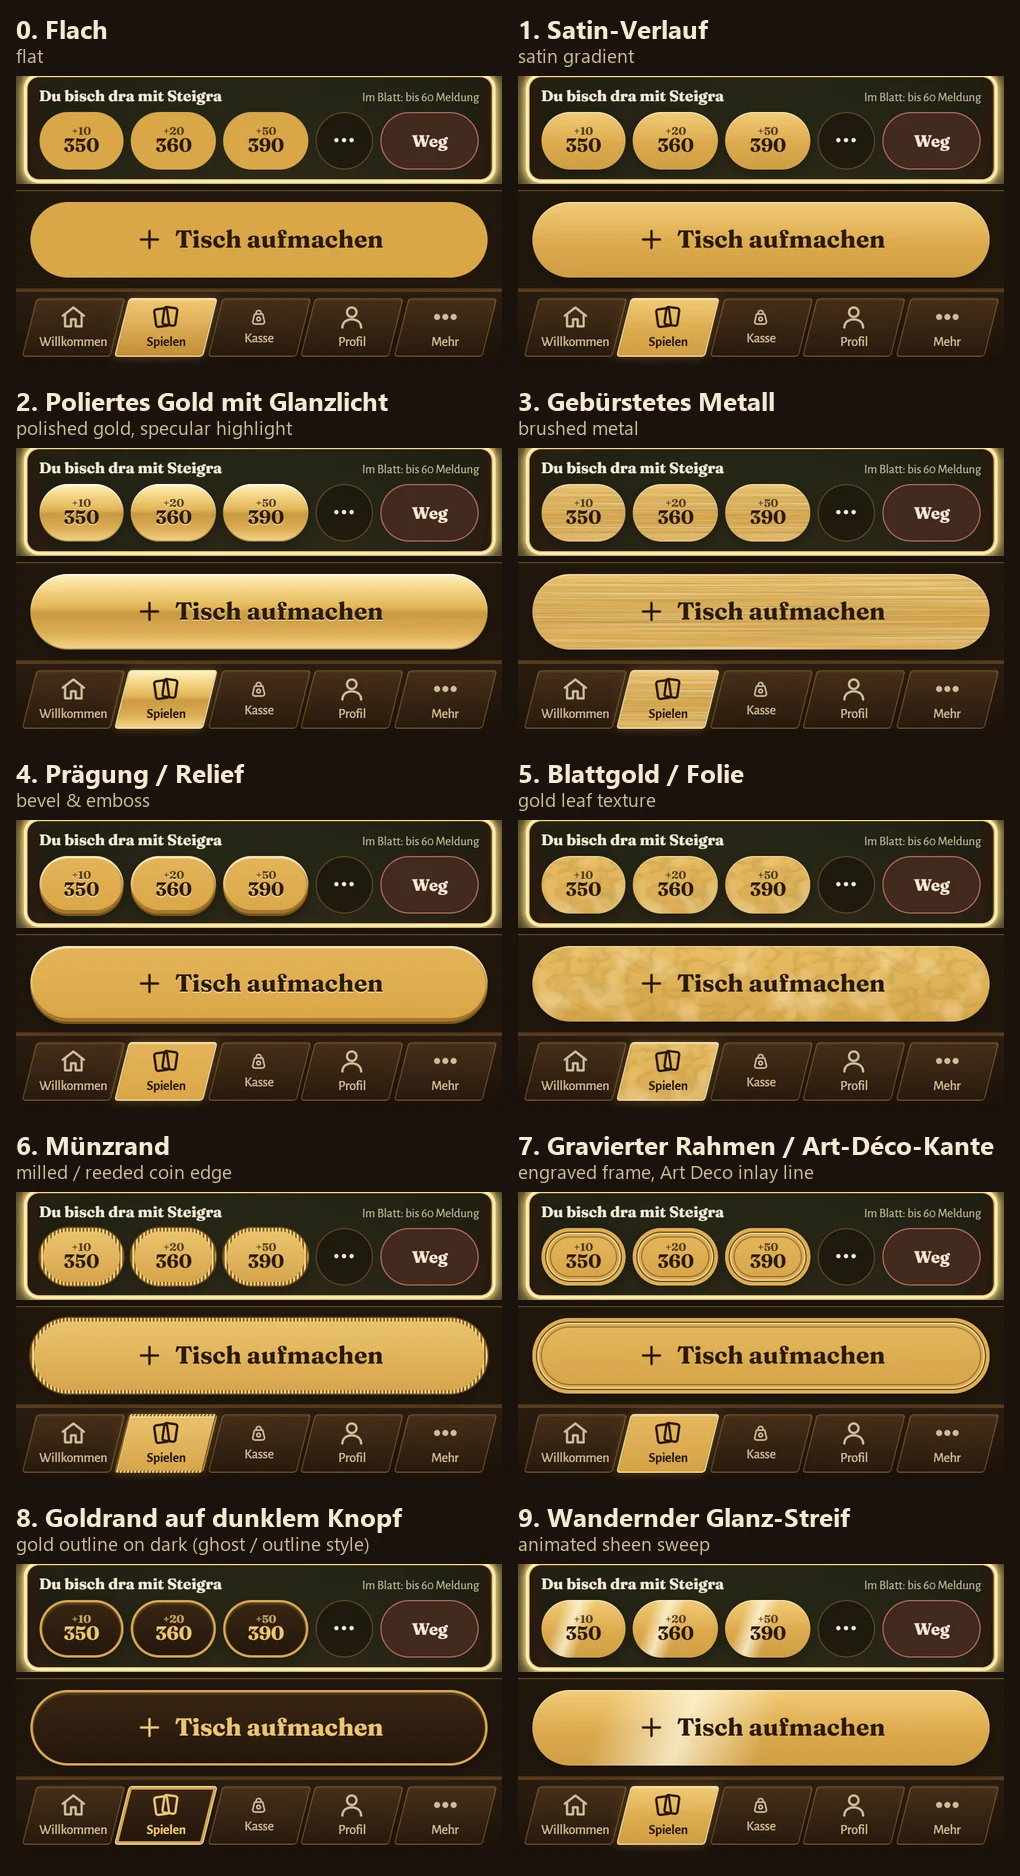 0. Flach
flat
Du bisch dra mit Steigra
Im Blatt: bis 60 Meldung
+10 +20 +50
350 360 390 ••• Weg
+ Tisch aufmachen
Willkommen Spielen Kasse Profil Mehr
1. Satin-Verlauf
satin gradient
Du bisch dra mit Steigra
Im Blatt: bis 60 Meldung
+10 +20 +50
350 360 390 ••• Weg
+ Tisch aufmachen
Willkommen Spielen Kasse Profil Mehr
2. Poliertes Gold mit Glanzlicht
polished gold, specular highlight
Du bisch dra mit Steigra
Im Blatt: bis 60 Meldung
+10 +20 +50
350 360 390 ••• Weg
+ Tisch aufmachen
Willkommen Spielen Kasse Profil Mehr
3. Gebürstetes Metall
brushed metal
Du bisch dra mit Steigra
Im Blatt: bis 60 Meldung
+10 +20 +50
350 360 390 ••• Weg
+ Tisch aufmachen
Willkommen Spielen Kasse Profil Mehr
4. Prägung / Relief
bevel & emboss
Du bisch dra mit Steigra
Im Blatt: bis 60 Meldung
+10 +20 +50
350 360 390 ••• Weg
+ Tisch aufmachen
Willkommen Spielen Kasse Profil Mehr
5. Blattgold / Folie
gold leaf texture
Du bisch dra mit Steigra
Im Blatt: bis 60 Meldung
+10 +20 +50
350 360 390 ••• Weg
+ Tisch aufmachen
Willkommen Spielen Kasse Profil Mehr
6. Münzrand
milled / reeded coin edge
Du bisch dra mit Steigra
Im Blatt: bis 60 Meldung
+10 +20 +50
350 360 390 ••• Weg
+ Tisch aufmachen
Willkommen Spielen Kasse Profil Mehr
7. Gravierter Rahmen / Art-Déco-Kante
engraved frame, Art Deco inlay line
Du bisch dra mit Steigra
Im Blatt: bis 60 Meldung
+10 +20 +50
350 360 390 ••• Weg
+ Tisch aufmachen
Willkommen Spielen Kasse Profil Mehr
8. Goldrand auf dunklem Knopf
gold outline on dark (ghost / outline style)
Du bisch dra mit Steigra
Im Blatt: bis 60 Meldung
+10 +20 +50
350 360 390 ••• Weg
+ Tisch aufmachen
Willkommen Spielen Kasse Profil Mehr
9. Wandernder Glanz-Streif
animated sheen sweep
Du bisch dra mit Steigra
Im Blatt: bis 60 Meldung
+10 +20 +50
350 360 390 ••• Weg
+ Tisch aufmachen
Willkommen Spielen Kasse Profil Mehr